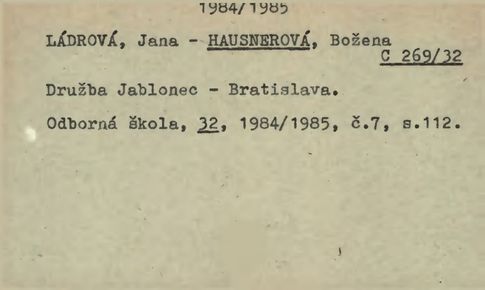 1984/1985
LÁDROVÁ, Jana - HAUSNEROVÁ, Božena
C 269/32
Družba Jablonec - Bratislava.
Odborná škola, 32, 1984/1985, č.7, s.112.